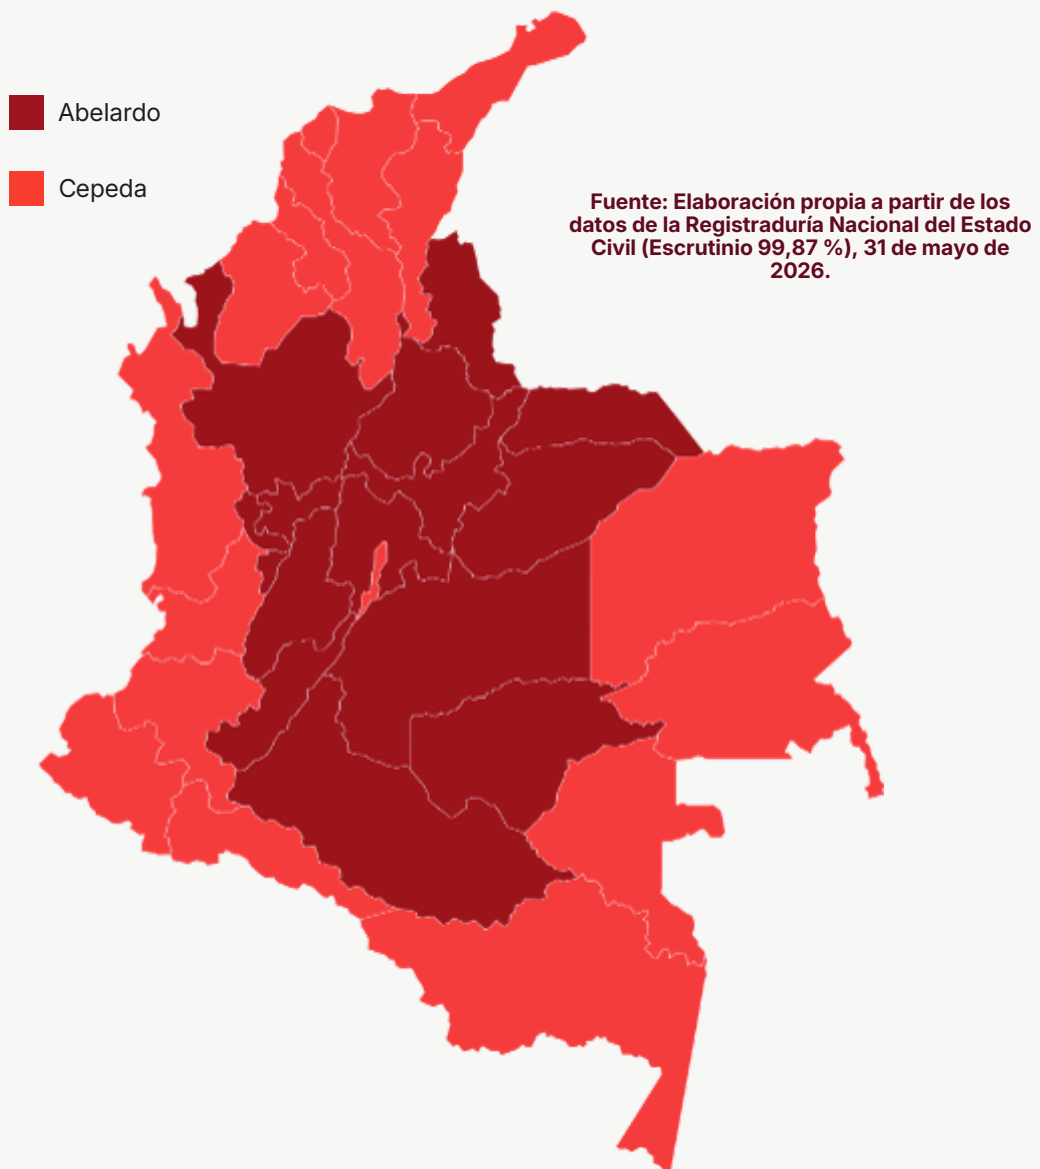 Abelardo
Cepeda
Fuente: Elaboración propia a partir de los
datos de la Registraduría Nacional del Estado
Civil (Escrutinio 99,87 %), 31 de mayo de
2026.